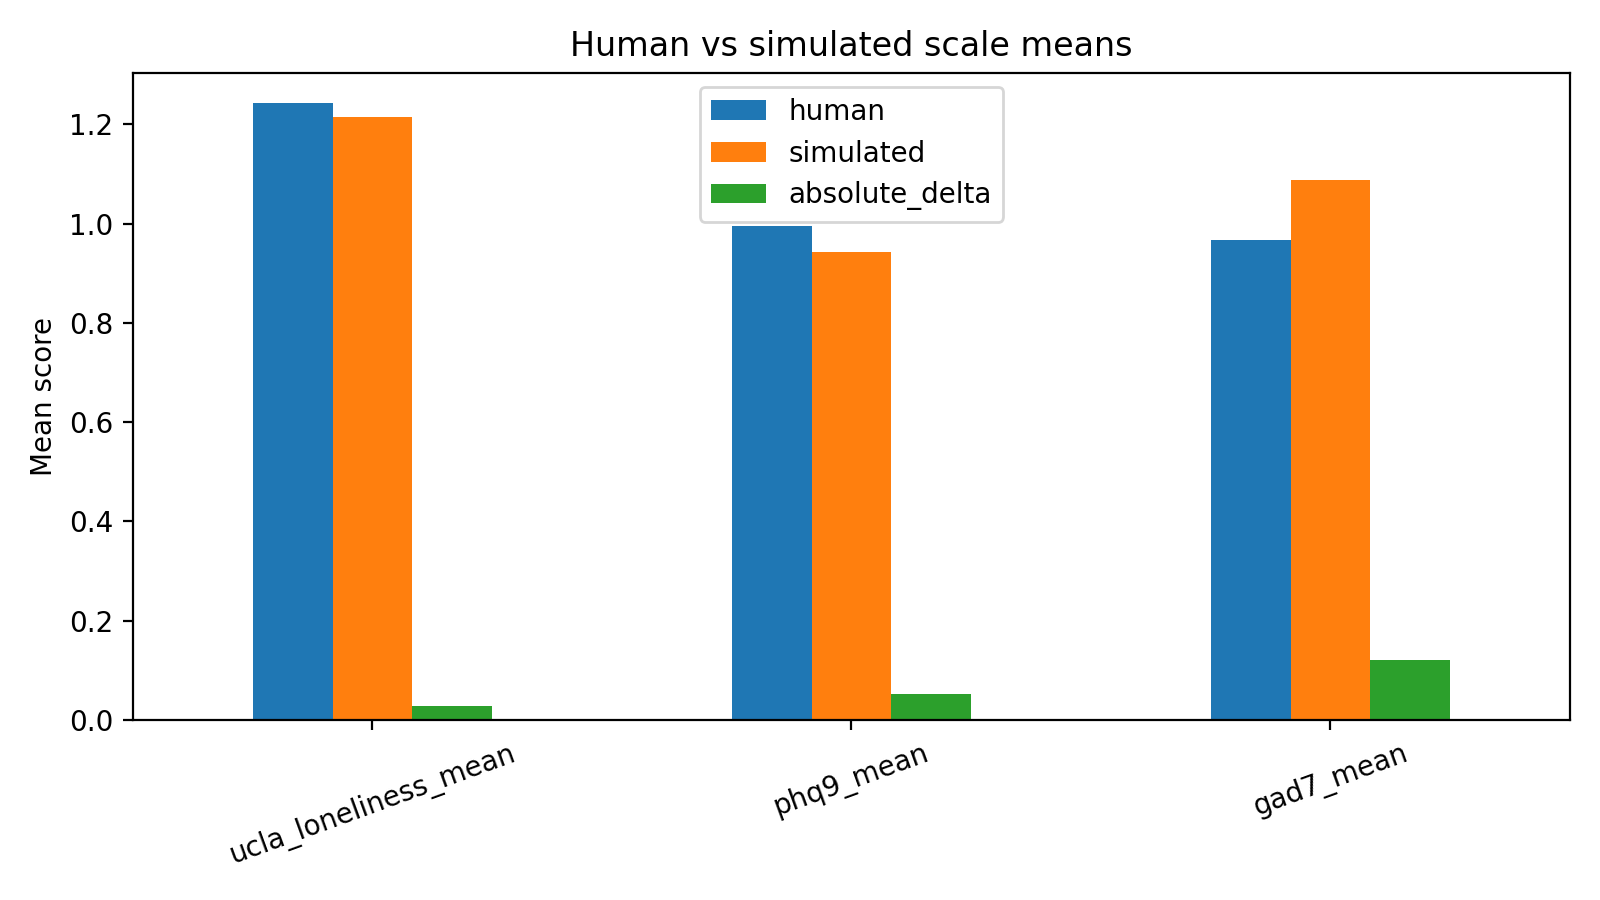 Human vs simulated scale means
human
simulated
absolute_delta
Mean score
1.2
1.0
0.8
0.6
0.4
0.2
0.0
ucla_loneliness_mean
phq9_mean
gad7_mean